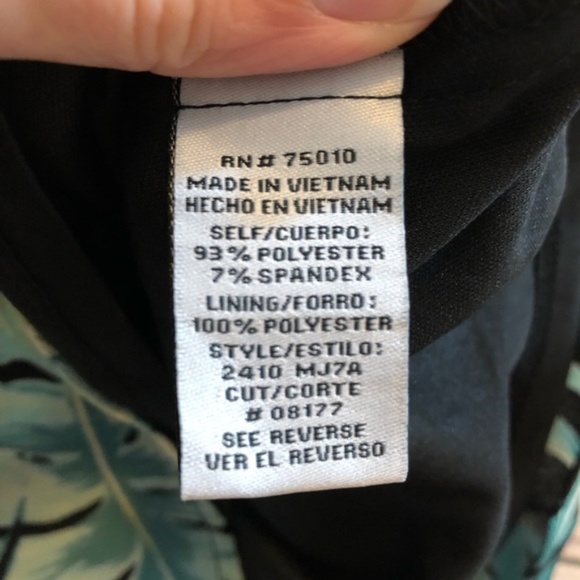 RN# 75010
MADE IN VIETNAM
HECHO EN VIETNAM
SELF/CUERPO:
93% POLYESTER
7% SPANDEX
LINING/FORRO:
100% POLYESTER
STYLE/ESTILO:
2410 MJ7A
CUT/CORTE
# 08177
SEE REVERSE
VER EL REVERSO